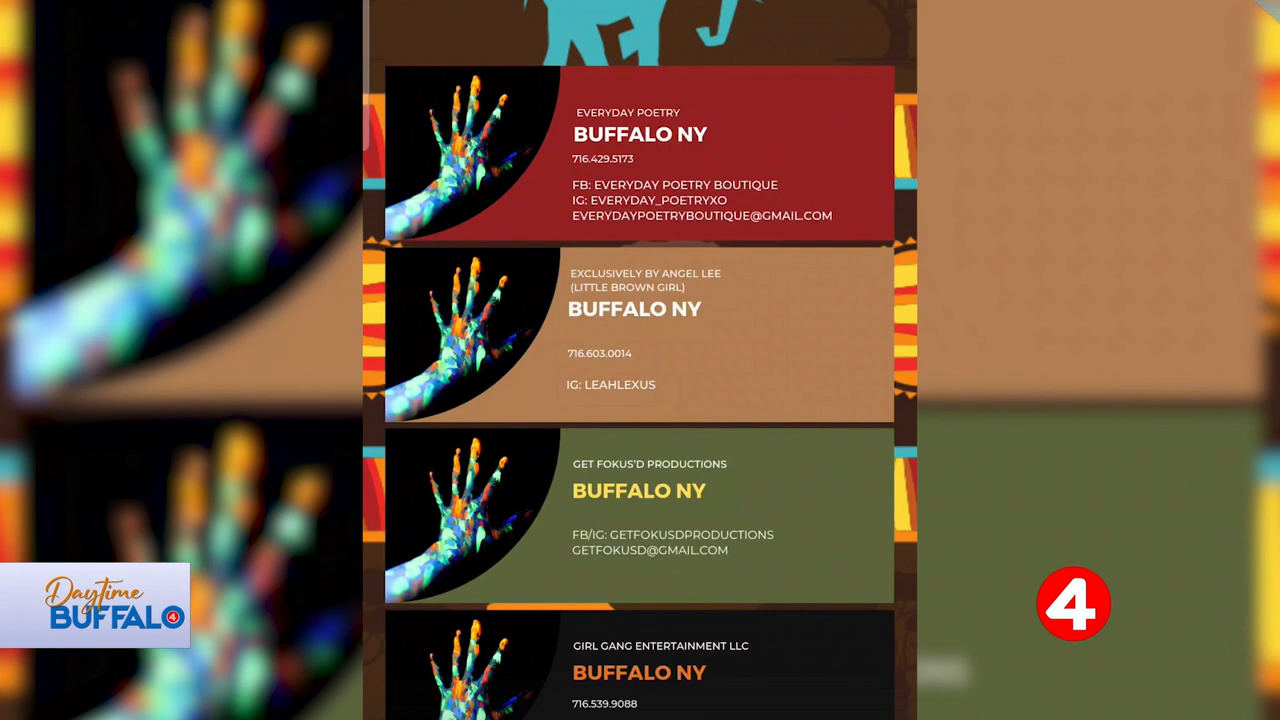 EVERYDAY POETRY
BUFFALO NY
716.429.5173
FB: EVERYDAY POETRY BOUTIQUE
IG: EVERYDAY_POETRYXO
EVERYDAYPOETRYBOUTIQUE@GMAIL.COM
EXCLUSIVELY BY ANGEL LEE
(LITTLE BROWN GIRL)
BUFFALO NY
716.603.0014
IG: LEAHLEXUS
GET FOKUS'D PRODUCTIONS
BUFFALO NY
FB/IG: GETFOKUSDPRODUCTIONS
GETFOKUSD@GMAIL.COM
GIRL GANG ENTERTAINMENT LLC
BUFFALO NY
716.539.9088
Daytime
BUFFALO 4
4